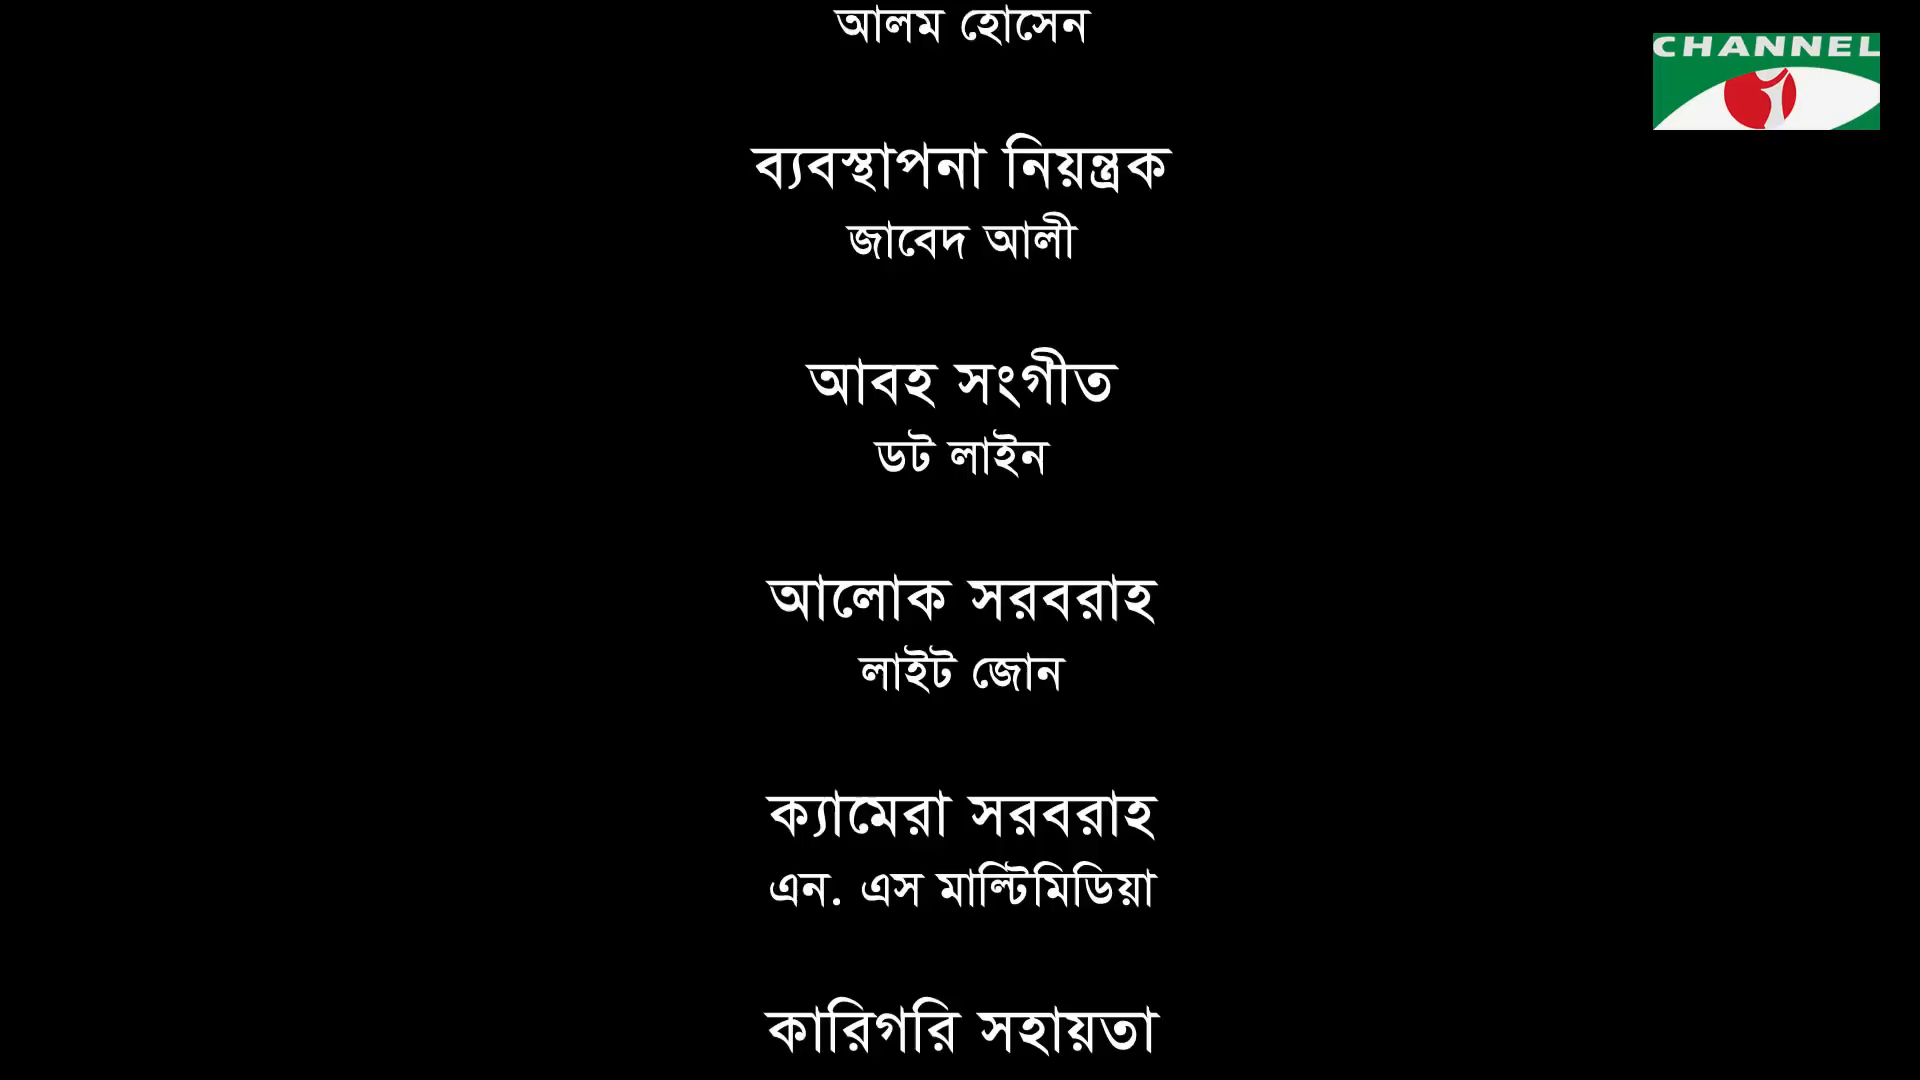 আলম হোসেন
CHANNEL
i
ব্যবস্থাপনা নিয়ন্ত্রক
জাবেদ আলী
আবহ সংগীত
ডট লাইন
আলোক সরবরাহ
লাইট জোন
ক্যামেরা সরবরাহ
এন. এস মাল্টিমিডিয়া
কারিগরি সহায়তা